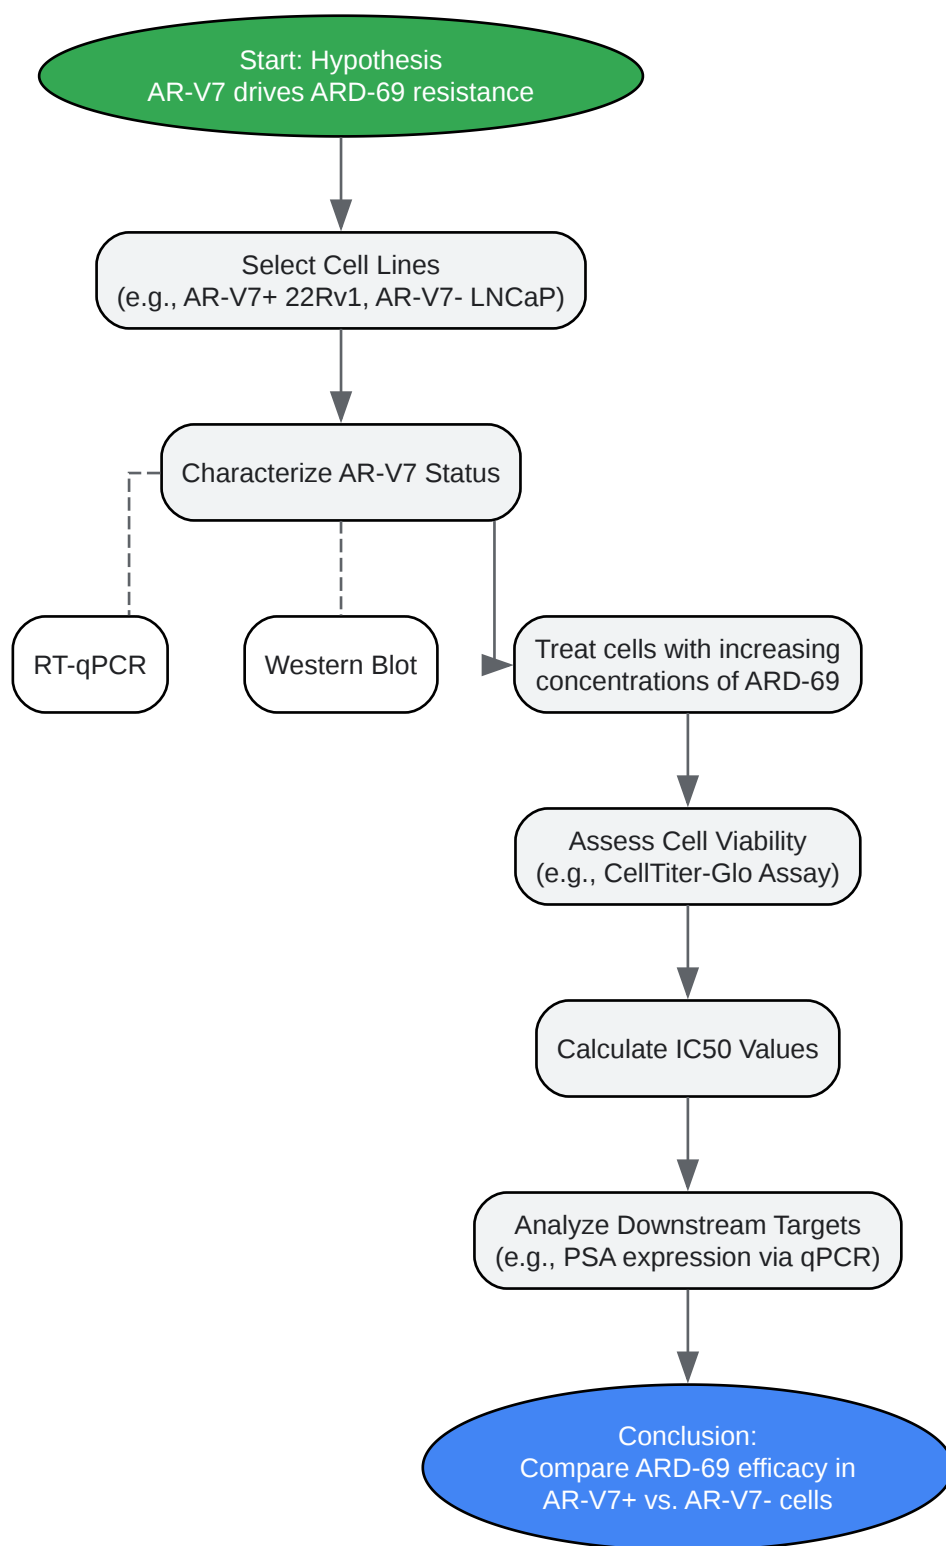 Start: Hypothesis
AR-V7 drives ARD-69 resistance
Select Cell Lines
(e.g., AR-V7+ 22Rv1, AR-V7- LNCaP)
Characterize AR-V7 Status
RT-qPCR
Western Blot
Treat cells with increasing
concentrations of ARD-69
Assess Cell Viability
(e.g., CellTiter-Glo Assay)
Calculate IC50 Values
Analyze Downstream Targets
(e.g., PSA expression via qPCR)
Conclusion:
Compare ARD-69 efficacy in
AR-V7+ vs. AR-V7- cells